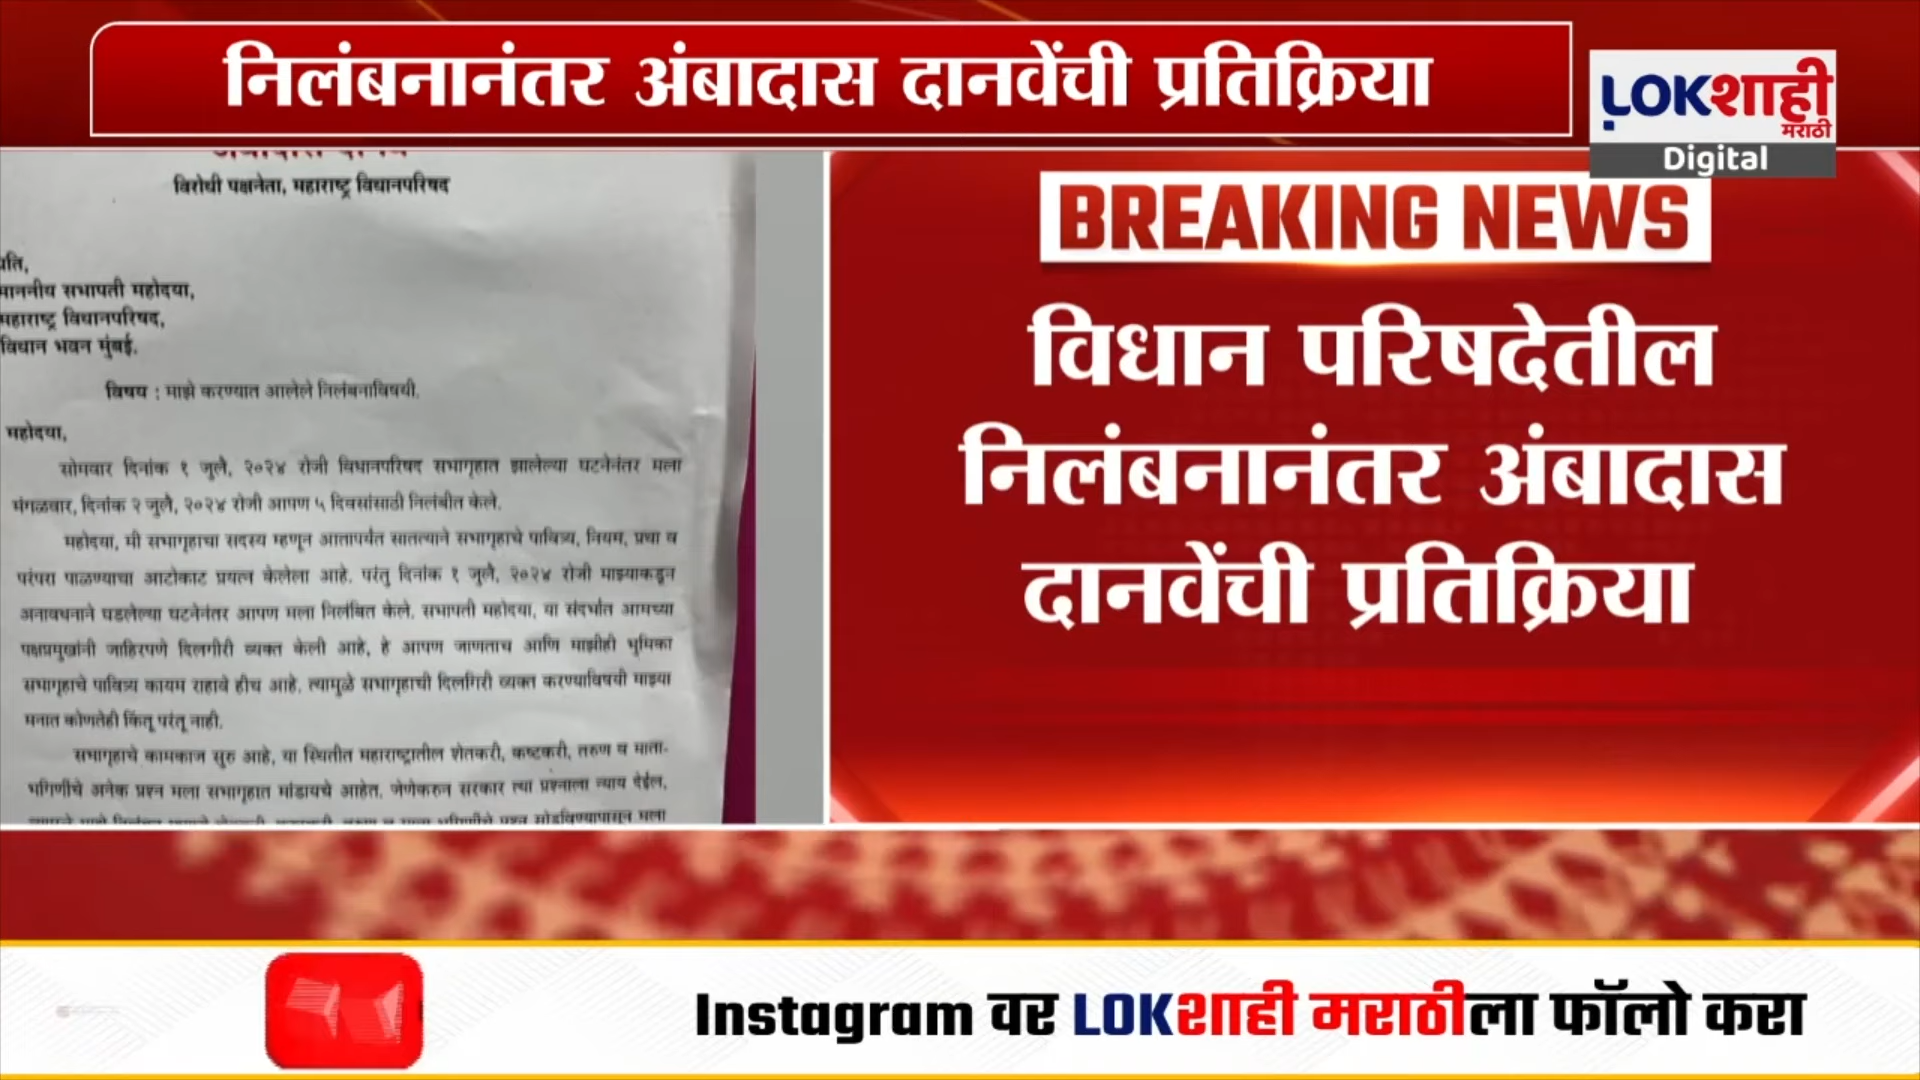 निलंबनानंतर अंबादास दानवेंची प्रतिक्रिया
LOKशाही
मराठी
Digital
विरोधी पक्षनेता, महाराष्ट्र विधानपरिषद
प्रति,
माननीय सभापती महोदया,
महाराष्ट्र विधानपरिषद,
विधान भवन मुंबई.
विषय : माझे करण्यात आलेले निलंबनाविषयी.
महोदया,
सोमवार दिनांक १ जुलै, २०२४ रोजी विधानपरिषद सभागृहात झालेल्या घटनेनंतर मला
मंगळवार, दिनांक २ जुलै, २०२४ रोजी आपण ५ दिवसांसाठी निलंबीत केले.
महोदया, मी सभागृहाचा सदस्य म्हणून आतापर्यंत सातत्याने सभागृहाचे पावित्र्य, नियम, प्रथा व
परंपरा पाळण्याचा आटोकाट प्रयत्न केलेला आहे. परंतु दिनांक १ जुलै, २०२४ रोजी माझ्याकडून
अनावधनाने घडलेल्या घटनेनंतर आपण मला निलंबित केले. सभापती महोदया, या संदर्भात आमच्या
पक्षप्रमुखांनी जाहिरपणे दिलगीरी व्यक्त केली आहे, हे आपण जाणताच आणि माझीही भुमिका
सभागृहाचे पावित्र्य कायम राहावे हीच आहे. त्यामुळे सभागृहाची दिलगिरी व्यक्त करण्याविषयी माझ्या
मनात कोणतेही किंतू परंतू नाही.
सभागृहाचे कामकाज सुरु आहे, या स्थितीत महाराष्ट्रातील शेतकरी, कष्टकरी, तरुण व माता-
भगिणींचे अनेक प्रश्न मला सभागृहात मांडायचे आहेत. जेणेकरुन सरकार त्या प्रश्नाला न्याय देईल,
BREAKING NEWS
विधान परिषदेतील
निलंबनानंतर अंबादास
दानवेंची प्रतिक्रिया
Instagram वर LOKशाही मराठीला फॉलो करा